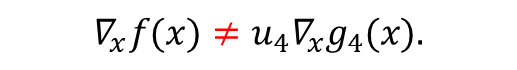 ∇ₓf(x) ≠ u₄∇ₓg₄(x).